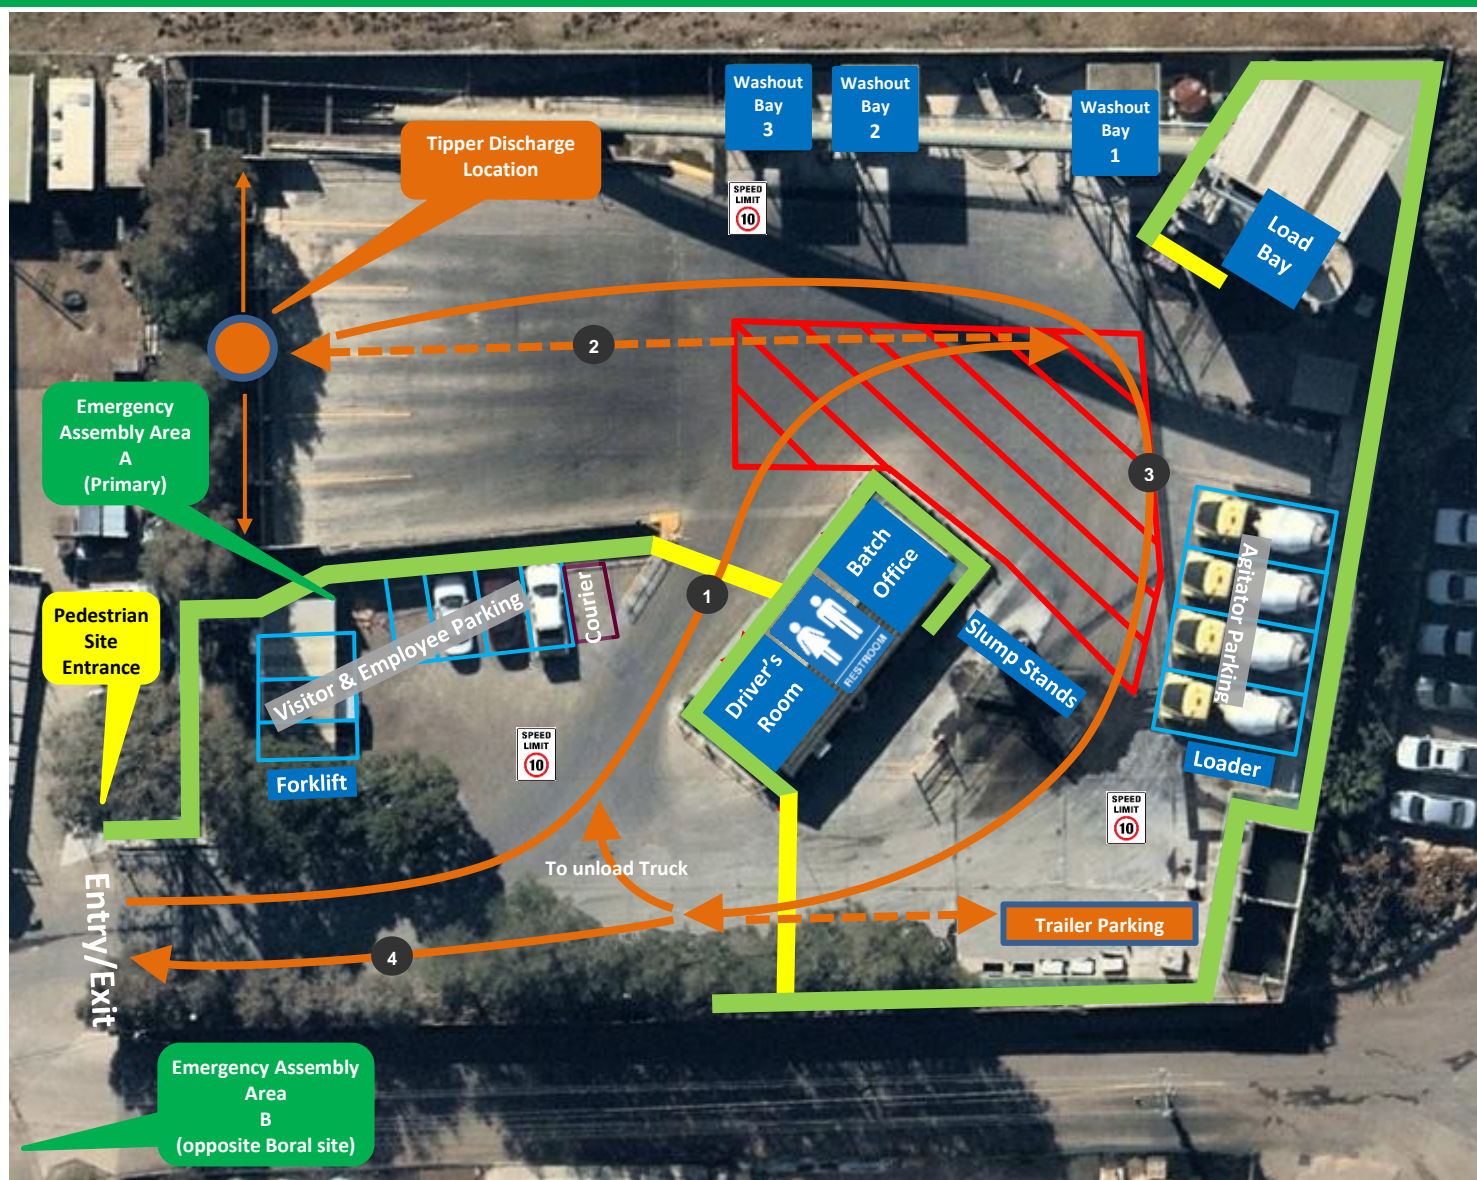 Washout
Bay
3
Washout
Bay
2
Washout
Bay
1
Tipper Discharge
Location
SPEED
LIMIT
10
Load
Bay
2
Emergency
Assembly Area
A
(Primary)
3
Batch
Office
Agitator Parking
Courier
1
Pedestrian
Site
Entrance
Visitor & Employee Parking
RESTROOM
Slump Stands
Driver's
Room
SPEED
LIMIT
10
Forklift
Loader
SPEED
LIMIT
10
To unload Truck
Entry/Exit
Trailer Parking
4
Emergency Assembly
Area
B
(opposite Boral site)